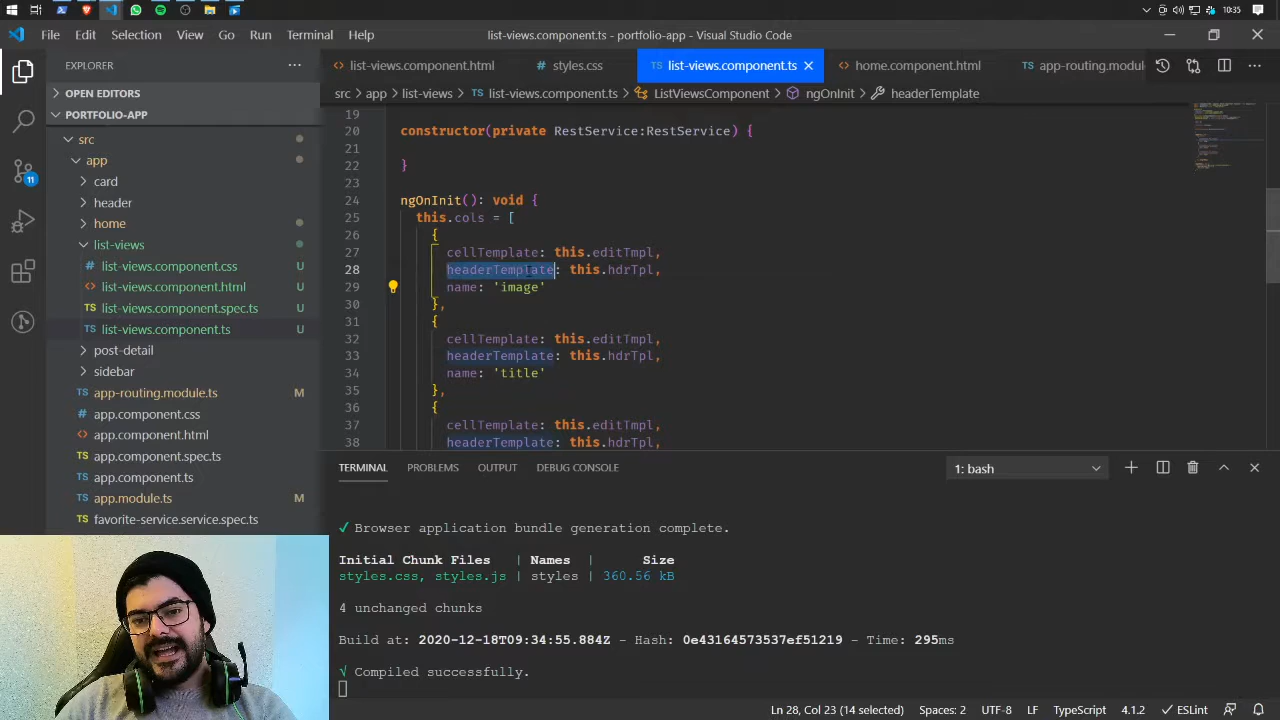 10:35
File Edit Selection View Go Run Terminal Help
list-views.component.ts - portfolio-app - Visual Studio Code
EXPLORER
OPEN EDITORS
PORTFOLIO-APP
src
app
card
header
home
list-views
list-views.component.css U
list-views.component.html U
list-views.component.spec.ts U
TS list-views.component.ts U
post-detail
sidebar
TS app-routing.module.ts M
app.component.css
app.component.html
TS app.component.spec.ts
TS app.component.ts
TS app.module.ts M
favorite-service.service.spec.ts
11
list-views.component.html # styles.css TS list-views.component.ts home.component.html TS app-routing.modul
src > app > list-views > TS list-views.component.ts > ListViewsComponent > ngOnInit > headerTemplate
19
20 constructor(private RestService:RestService) {
21
22 }
23
24 ngOnInit(): void {
25 this.cols = [
26 {
27 cellTemplate: this.editTmpl,
28 headerTemplate: this.hdrTpl,
29 name: 'image'
30 },
31 {
32 cellTemplate: this.editTmpl,
33 headerTemplate: this.hdrTpl,
34 name: 'title'
35 },
36 {
37 cellTemplate: this.editTmpl,
38 headerTemplate: this.hdrTpl,
TERMINAL PROBLEMS OUTPUT DEBUG CONSOLE 1: bash
✓ Browser application bundle generation complete.
Initial Chunk Files | Names | Size
styles.css, styles.js | styles | 360.56 kB
4 unchanged chunks
Build at: 2020-12-18T09:34:55.884Z - Hash: 0e43164573537ef51219 - Time: 295ms
√ Compiled successfully.
Ln 28, Col 23 (14 selected) Spaces: 2 UTF-8 LF TypeScript 4.1.2 ✓ ESLint